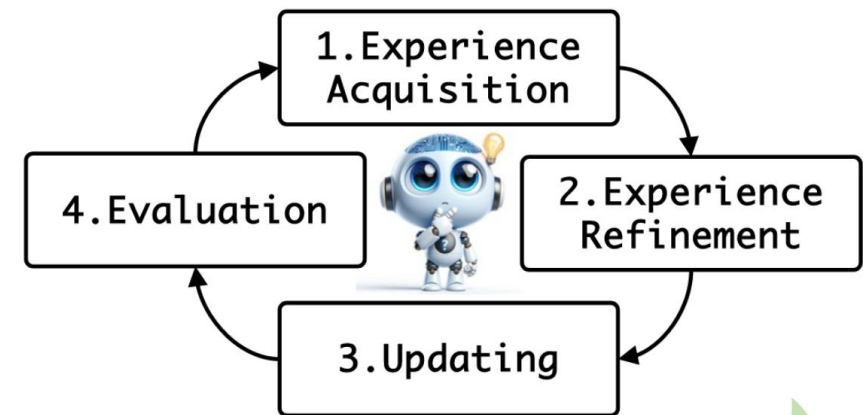 1.Experience
Acquisition
2.Experience
Refinement
3.Updating
4.Evaluation
?